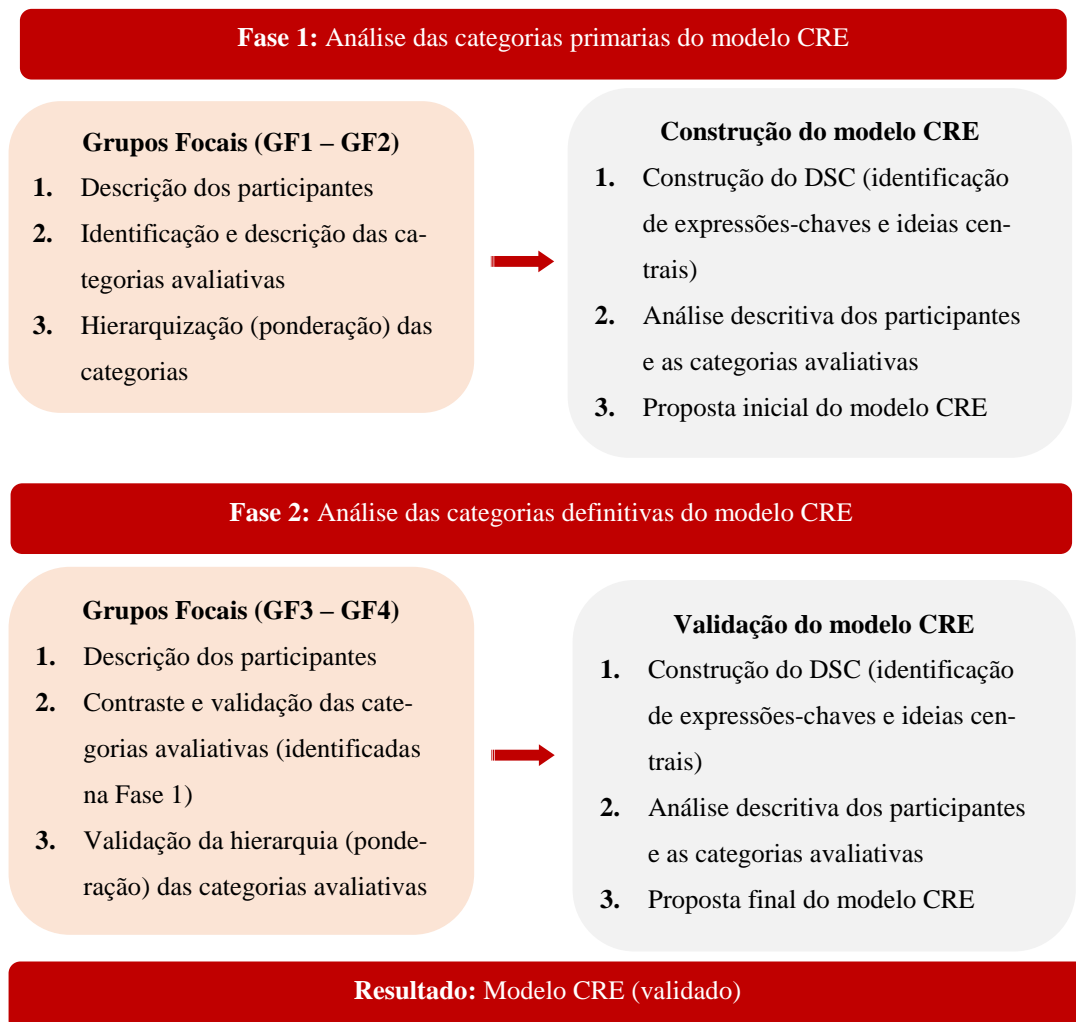 Fase 1: Análise das categorias primarias do modelo CRE
Grupos Focais (GF1 – GF2)
1. Descrição dos participantes
2. Identificação e descrição das ca-
tegorias avaliativas
3. Hierarquização (ponderação) das
categorias
Construção do modelo CRE
1. Construção do DSC (identificação
de expressões-chaves e ideias cen-
trais)
2. Análise descritiva dos participantes
e as categorias avaliativas
3. Proposta inicial do modelo CRE
Fase 2: Análise das categorias definitivas do modelo CRE
Grupos Focais (GF3 – GF4)
1. Descrição dos participantes
2. Contraste e validação das cate-
gorias avaliativas (identificadas
na Fase 1)
3. Validação da hierarquia (ponde-
ração) das categorias avaliativas
Validação do modelo CRE
1. Construção do DSC (identificação
de expressões-chaves e ideias cen-
trais)
2. Análise descritiva dos participantes
e as categorias avaliativas
3. Proposta final do modelo CRE
Resultado: Modelo CRE (validado)